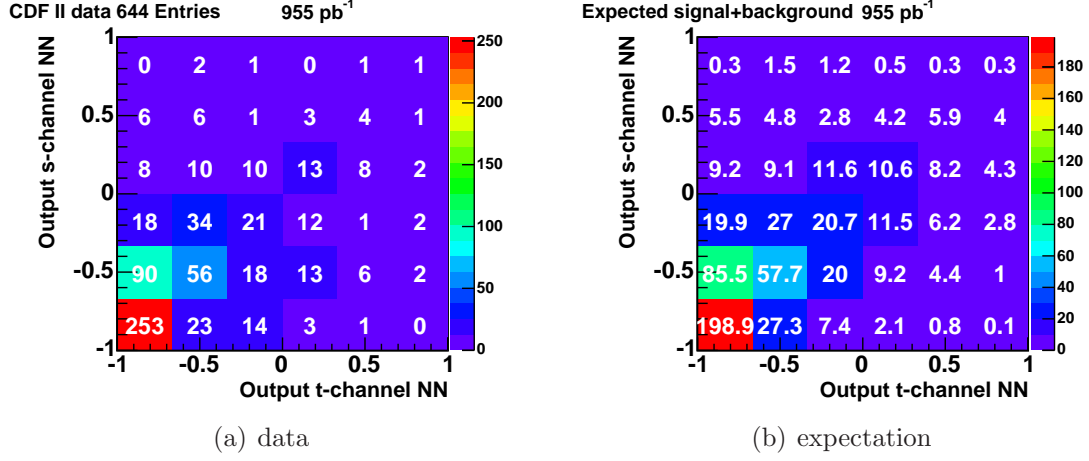 CDF II data 644 Entries 955 pb-1
Output s-channel NN
1
0.5
0
-0.5
-1
0 2 1 0 1 1
6 6 1 3 4 1
8 10 10 13 8 2
18 34 21 12 1 2
90 56 18 13 6 2
253 23 14 3 1 0
250
200
150
100
50
0
-1 -0.5 0 0.5 1
Output t-channel NN
(a) data
Expected signal+background 955 pb-1
Output s-channel NN
1
0.5
0
-0.5
-1
0.3 1.5 1.2 0.5 0.3 0.3
5.5 4.8 2.8 4.2 5.9 4
9.2 9.1 11.6 10.6 8.2 4.3
19.9 27 20.7 11.5 6.2 2.8
85.5 57.7 20 9.2 4.4 1
198.9 27.3 7.4 2.1 0.8 0.1
180
160
140
120
100
80
60
40
20
0
-1 -0.5 0 0.5 1
Output t-channel NN
(b) expectation